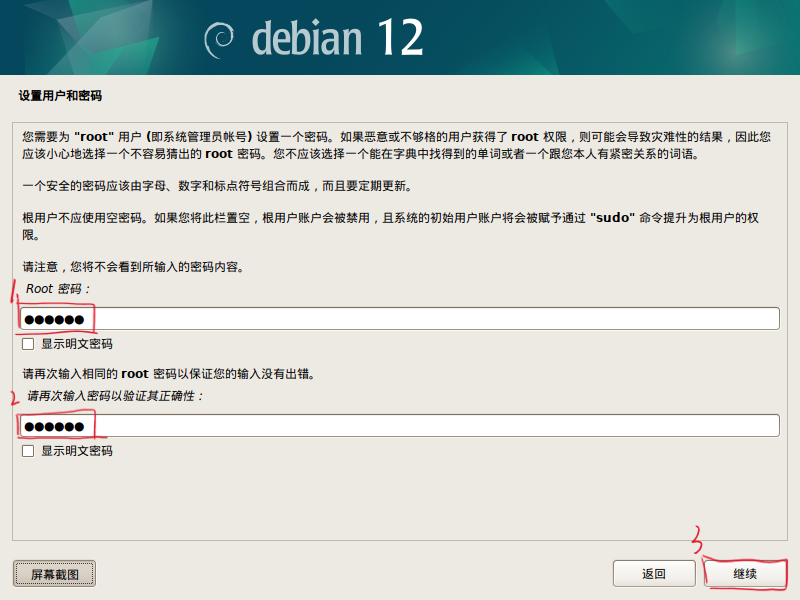 debian 12
设置用户和密码
您需要为 "root" 用户 (即系统管理员帐号) 设置一个密码。如果恶意或不够格的用户获得了 root 权限，则可能会导致灾难性的结果，因此您
应该小心地选择一个不容易猜出的 root 密码。您不应该选择一个能在字典中找得到的单词或者一个跟您本人有紧密关系的词语。
一个安全的密码应该由字母、数字和标点符号组合而成，而且要定期更新。
根用户不应使用空密码。如果您将此栏置空，根用户账户会被禁用，且系统的初始用户账户将会被赋予通过 "sudo" 命令提升为根用户的权
限。
请注意，您将不会看到所输入的密码内容。
1
Root 密码：
●●●●●●
显示明文密码
请再次输入相同的 root 密码以保证您的输入没有出错。
2
请再次输入密码以验证其正确性：
●●●●●●
显示明文密码
3
屏幕截图
返回
继续